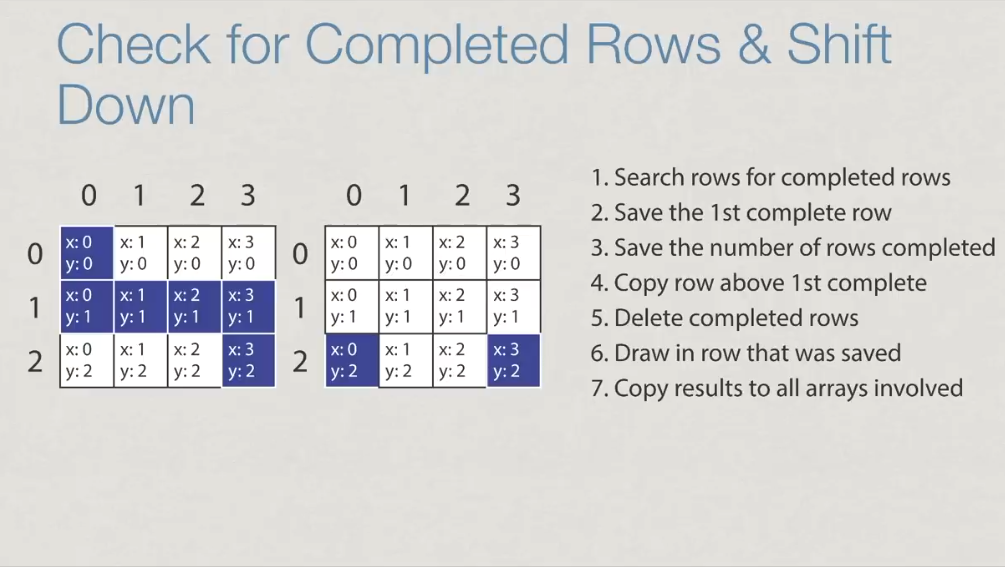 Check for Completed Rows & Shift
Down
0 1 2 3
0
x: 0 x: 1 x: 2 x: 3
y: 0 y: 0 y: 0 y: 0
1
x: 0 x: 1 x: 2 x: 3
y: 1 y: 1 y: 1 y: 1
2
x: 0 x: 1 x: 2 x: 3
y: 2 y: 2 y: 2 y: 2
0 1 2 3
0
x: 0 x: 1 x: 2 x: 3
y: 0 y: 0 y: 0 y: 0
1
x: 0 x: 1 x: 2 x: 3
y: 1 y: 1 y: 1 y: 1
2
x: 0 x: 1 x: 2 x: 3
y: 2 y: 2 y: 2 y: 2
1. Search rows for completed rows
2. Save the 1st complete row
3. Save the number of rows completed
4. Copy row above 1st complete
5. Delete completed rows
6. Draw in row that was saved
7. Copy results to all arrays involved